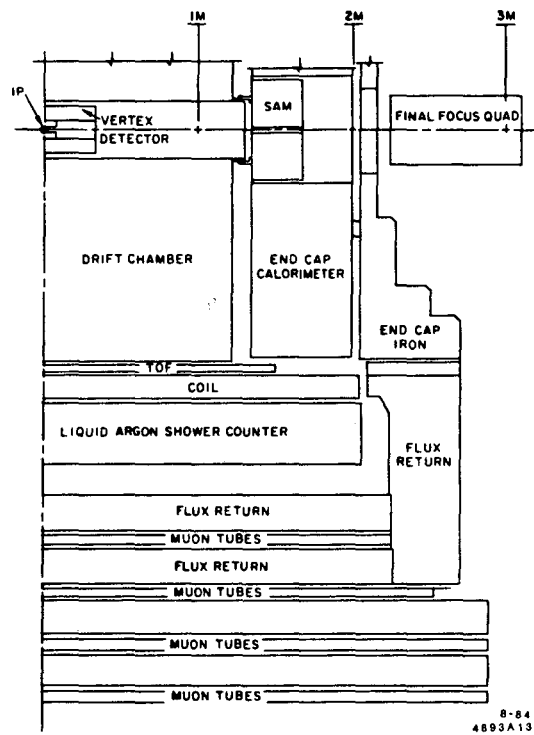 1M
2M
3M
IP
VERTEX
DETECTOR
SAM
FINAL FOCUS QUAD
DRIFT CHAMBER
END CAP
CALORIMETER
END CAP
IRON
TOF
COIL
LIQUID ARGON SHOWER COUNTER
FLUX
RETURN
FLUX RETURN
MUON TUBES
FLUX RETURN
MUON TUBES
MUON TUBES
MUON TUBES
8-84
4893A13